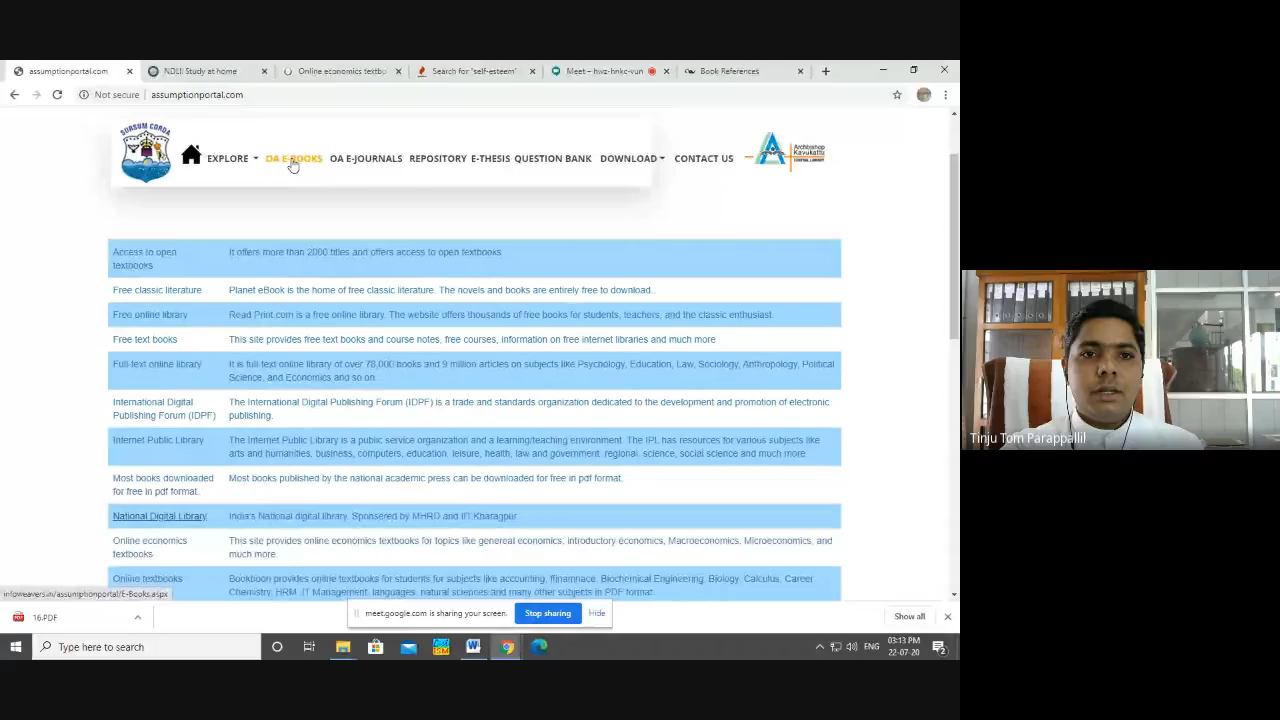 assumptionportal.com
NDLI: Study at home
Online economics textbo
Search for "self-esteem"
Meet – hwz-hnkc-vun
Book References
Not secure assumptionportal.com
SURSUM CORDA
EXPLORE
OA E-BOOKS
OA E-JOURNALS
REPOSITORY
E-THESIS
QUESTION BANK
DOWNLOAD
CONTACT US
Archbishop
Kavukattu
CENTRAL LIBRARY
Access to open
textbooks
It offers more than 2000 titles and offers access to open textbooks
Free classic literature
Planet eBook is the home of free classic literature. The novels and books are entirely free to download..
Free online library
Read Print.com is a free online library. The website offers thousands of free books for students, teachers, and the classic enthusiast.
Free text books
This site provides free text books and course notes, free courses, information on free internet libraries and much more
Full-text online library
It is full-text online library of over 78,000 books and 9 million articles on subjects like Psychology, Education, Law, Sociology, Anthropology, Political
Science, and Economics and so on...
International Digital
Publishing Forum (IDPF)
The International Digital Publishing Forum (IDPF) is a trade and standards organization dedicated to the development and promotion of electronic
publishing.
Internet Public Library
The Internet Public Library is a public service organization and a learning/teaching environment. The IPL has resources for various subjects like
arts and humanities, business, computers, education, leisure, health, law and government, regional, science, social science and much more.
Most books downloaded
for free in pdf format.
Most books published by the national academic press can be downloaded for free in pdf format.
National Digital Library
India's National digital library. Sponsered by MHRD and IIT Kharagpur
Online economics
textbooks
This site provides online economics textbooks for topics like genereal economics, introductory economics, Macroeconomics, Microeconomics, and
much more.
Online textbooks
Bookboon provides online textbooks for students for subjects like accounting, ffinamnace, Biochemical Engineering, Biology, Calculus, Career
Chemistry, HRM, IT Management, languages, natural sciences and many other subjects in PDF format.
infoweavers.in/assumptionportal/E-Books.aspx
meet.google.com is sharing your screen.
Stop sharing
Hide
16.PDF
Show all
Type here to search
ENG
03:13 PM
22-07-20
2
Tinju Tom Parappallil